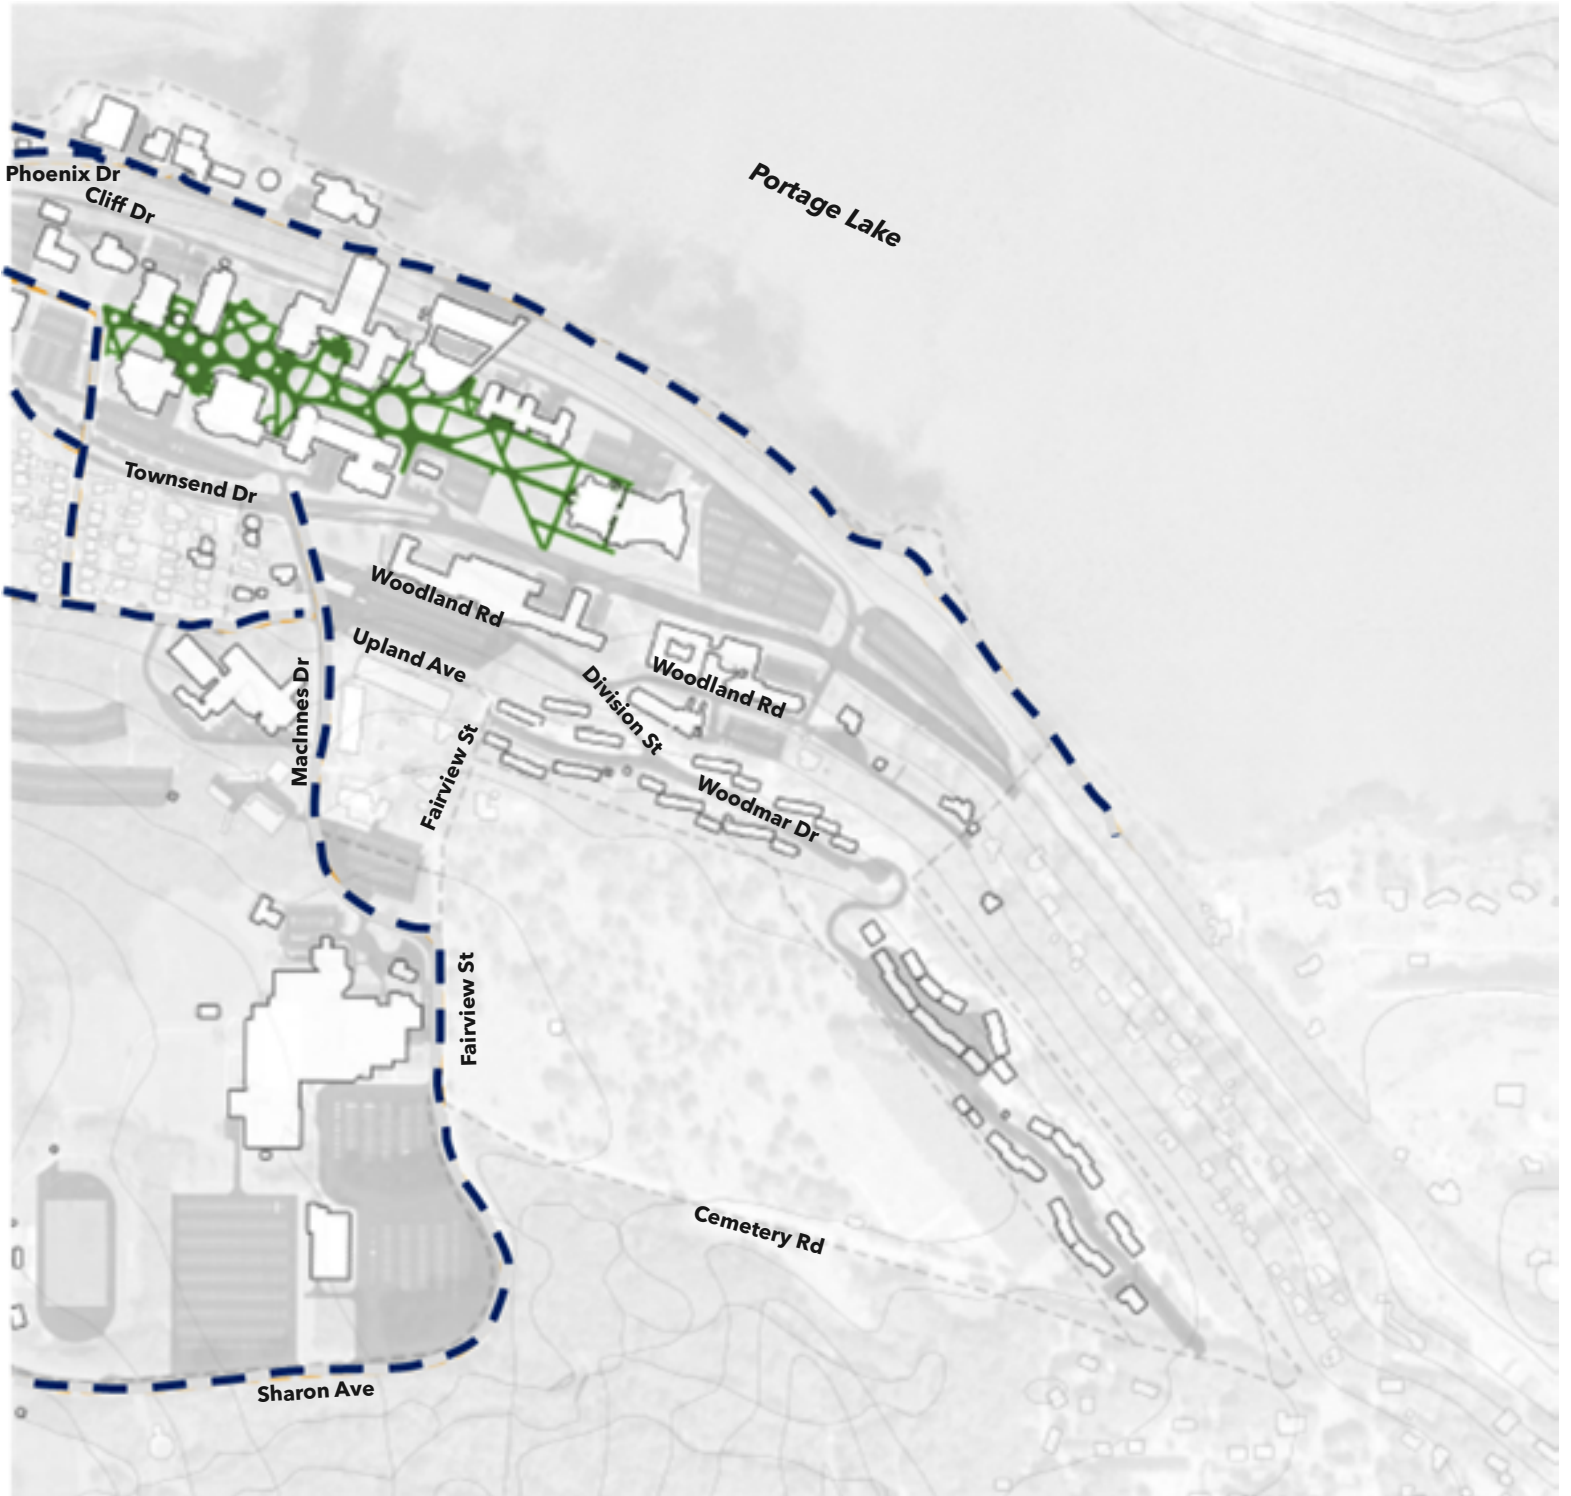 Phoenix Dr
Cliff Dr
Portage Lake
Townsend Dr
Woodland Rd
Upland Ave
MacInnes Dr
Fairview St
Division St
Woodland Rd
Woodmar Dr
Fairview St
Cemetery Rd
Sharon Ave